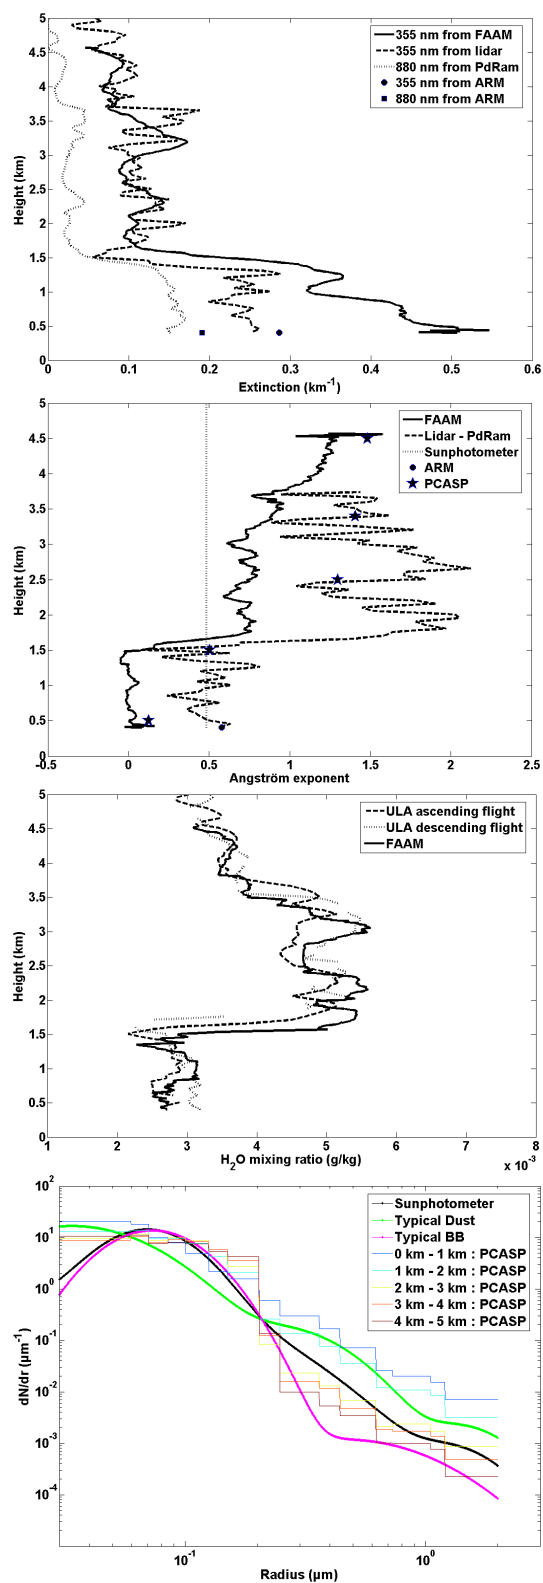 5
4.5
4
3.5
3
2.5
2
1.5
1
0.5
0
Height (km)
355 nm from FAAM
355 nm from lidar
880 nm from PdRam
355 nm from ARM
880 nm from ARM
0 0.1 0.2 0.3 0.4 0.5 0.6
Extinction (km-1)
5
4.5
4
3.5
3
2.5
2
1.5
1
0.5
0
Height (km)
FAAM
Lidar - PdRam
Sunphotometer
ARM
PCASP
-0.5 0 0.5 1 1.5 2 2.5
Angström exponent
5
4.5
4
3.5
3
2.5
2
1.5
1
0.5
0
Height (km)
ULA ascending flight
ULA descending flight
FAAM
1 2 3 4 5 6 7 8
H2O mixing ratio (g/kg)
x 10-3
102
101
100
10-1
10-2
10-3
10-4
dN/dr (µm-1)
Sunphotometer
Typical Dust
Typical BB
0 km - 1 km : PCASP
1 km - 2 km : PCASP
2 km - 3 km : PCASP
3 km - 4 km : PCASP
4 km - 5 km : PCASP
10-1 100
Radius (µm)